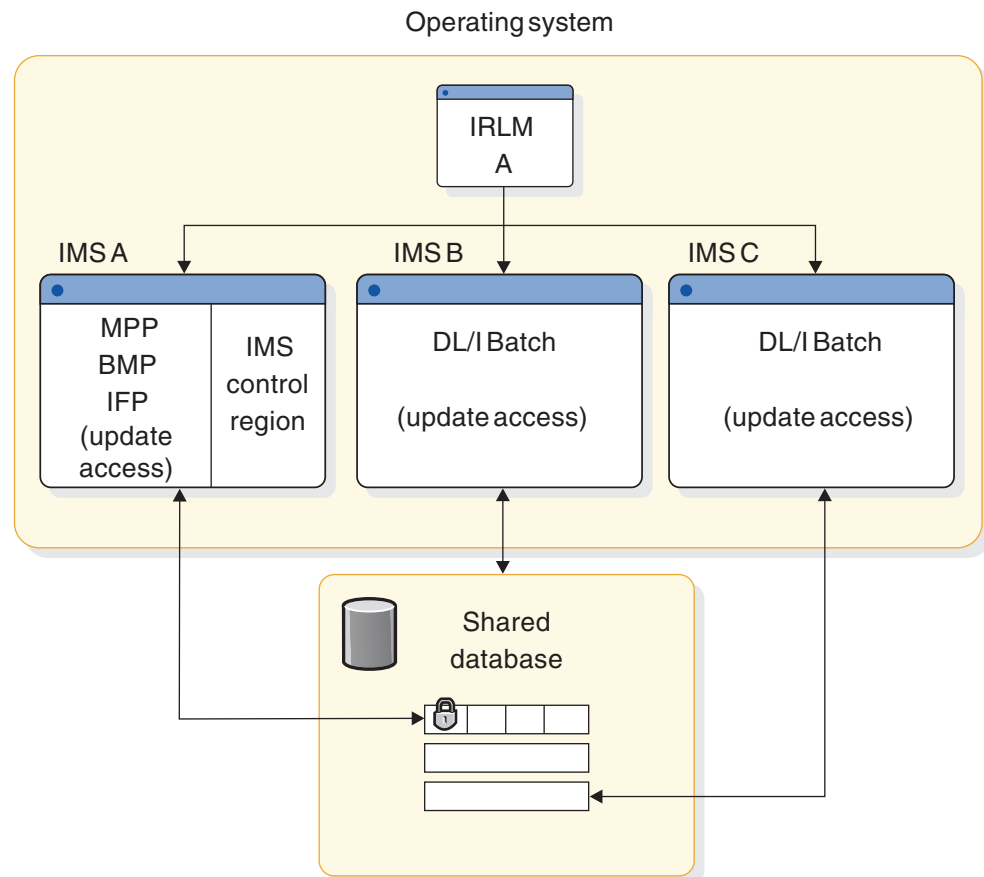 Operating system
IRLM
A
IMS A
IMS B
IMS C
MPP
BMP
IFP
(update
access)
IMS
control
region
DL/I Batch
(update access)
DL/I Batch
(update access)
Shared
database
1